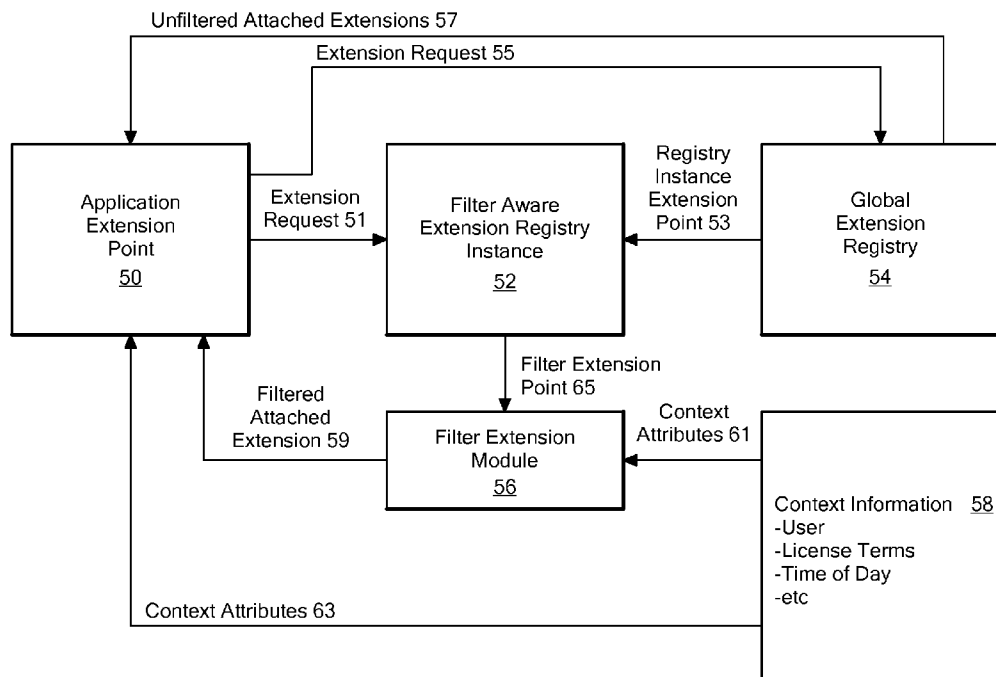 Unfiltered Attached Extensions 57
Extension Request 55
Application
Extension
Point
50
Extension
Request 51
Filter Aware
Extension Registry
Instance
52
Registry
Instance
Extension
Point 53
Global
Extension
Registry
54
Filter Extension
Point 65
Filtered
Attached
Extension 59
Filter Extension
Module
56
Context
Attributes 61
Context Information 58
-User
-License Terms
-Time of Day
-etc
Context Attributes 63